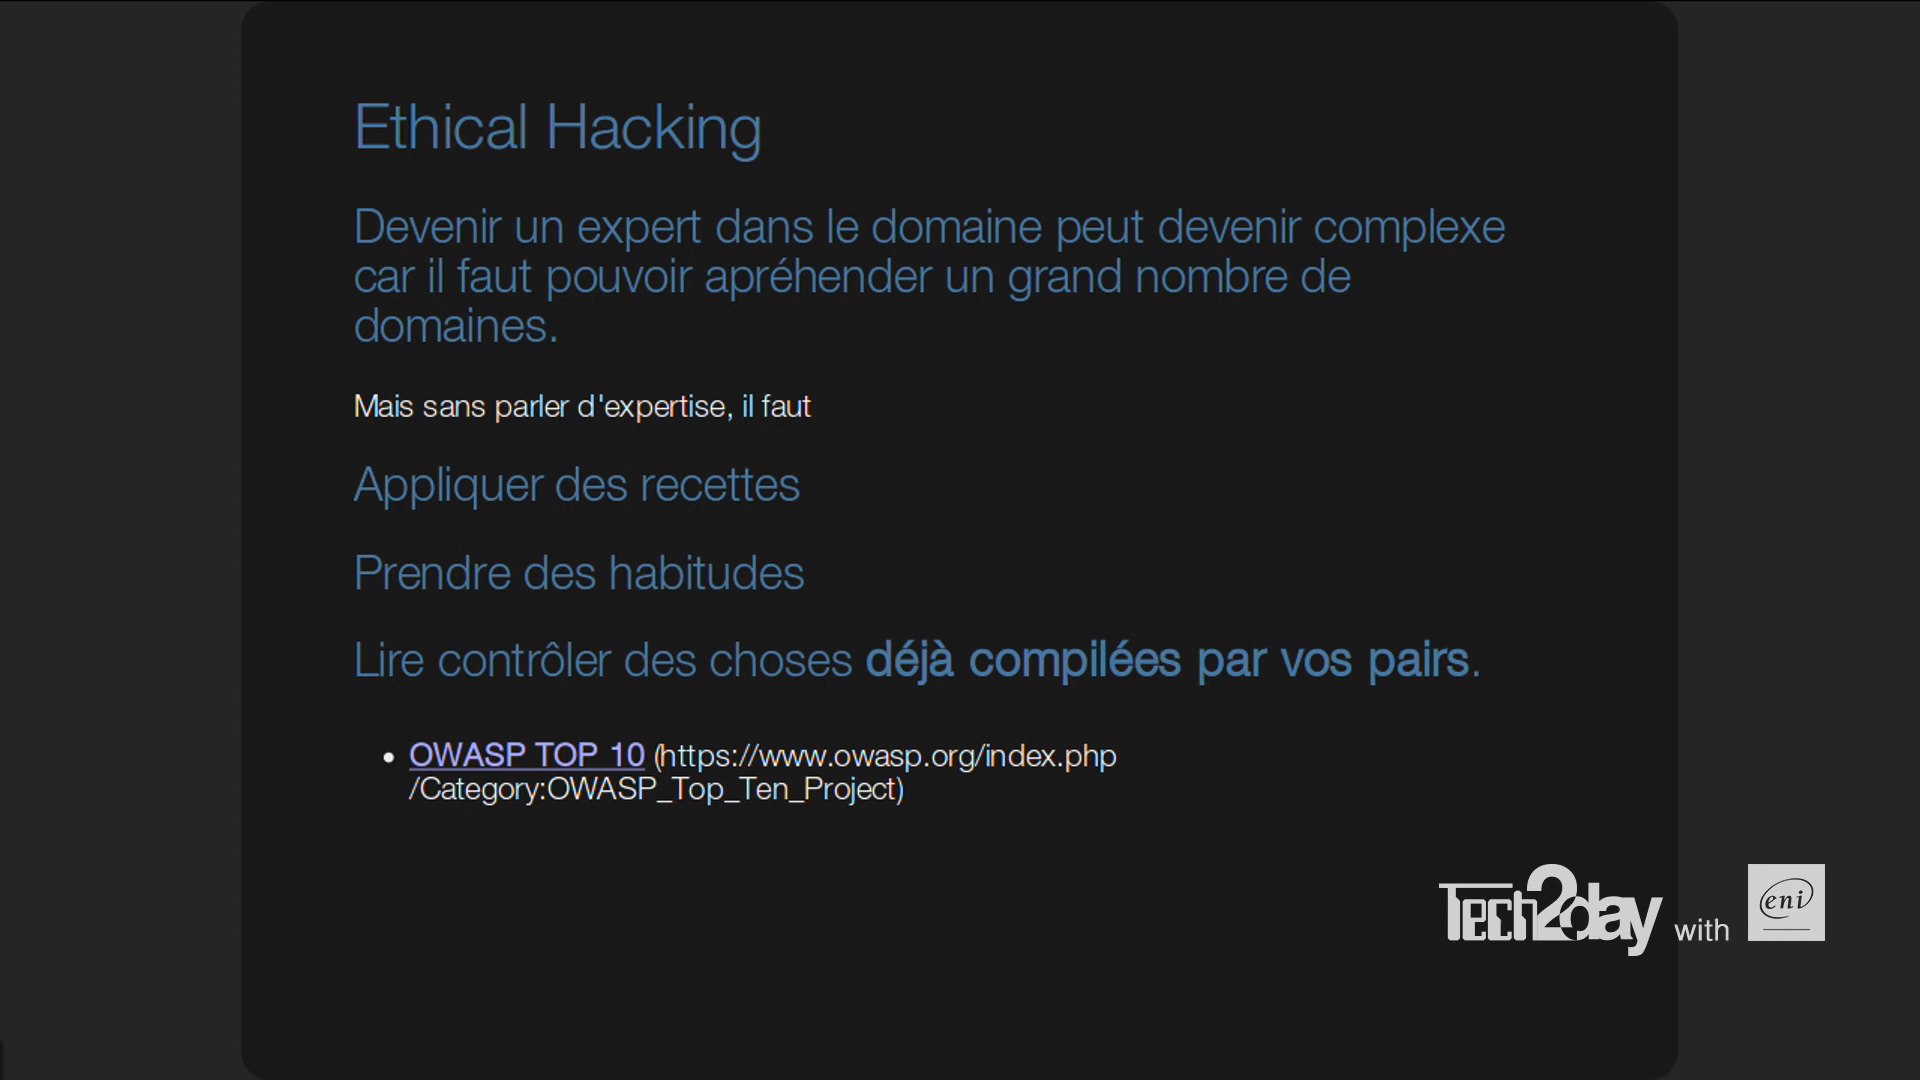 Ethical Hacking
Devenir un expert dans le domaine peut devenir complexe
car il faut pouvoir apréhender un grand nombre de
domaines.
Mais sans parler d'expertise, il faut
Appliquer des recettes
Prendre des habitudes
Lire contrôler des choses déjà compilées par vos pairs.
• OWASP TOP 10 (https://www.owasp.org/index.php
/Category:OWASP_Top_Ten_Project)
Tech2day with eni